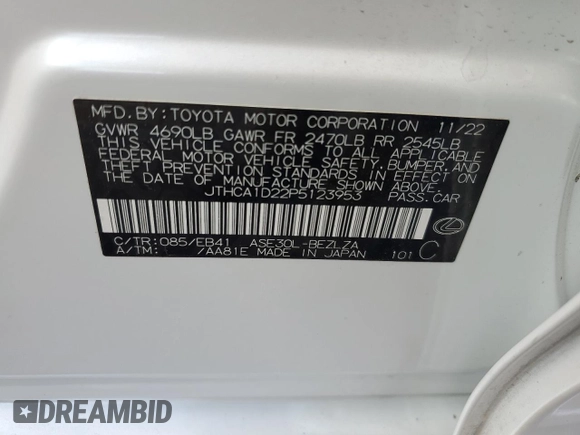 MFD. BY: TOYOTA MOTOR CORPORATION 11/22
GVWR 4690LB GAWR FR 2470LB RR 2545LB
THIS VEHICLE CONFORMS TO ALL APPLICABLE
FEDERAL MOTOR VEHICLE SAFETY, BUMPER, AND
THEFT PREVENTION STANDARDS IN EFFECT ON
THE DATE OF MANUFACTURE SHOWN ABOVE.
JTHCA1D22P5123953 PASS.CAR
C/TR: 085/EB41 ASE30L-BEZLZA
A/TM: /AA81E MADE IN JAPAN 101 C
DREAMBID